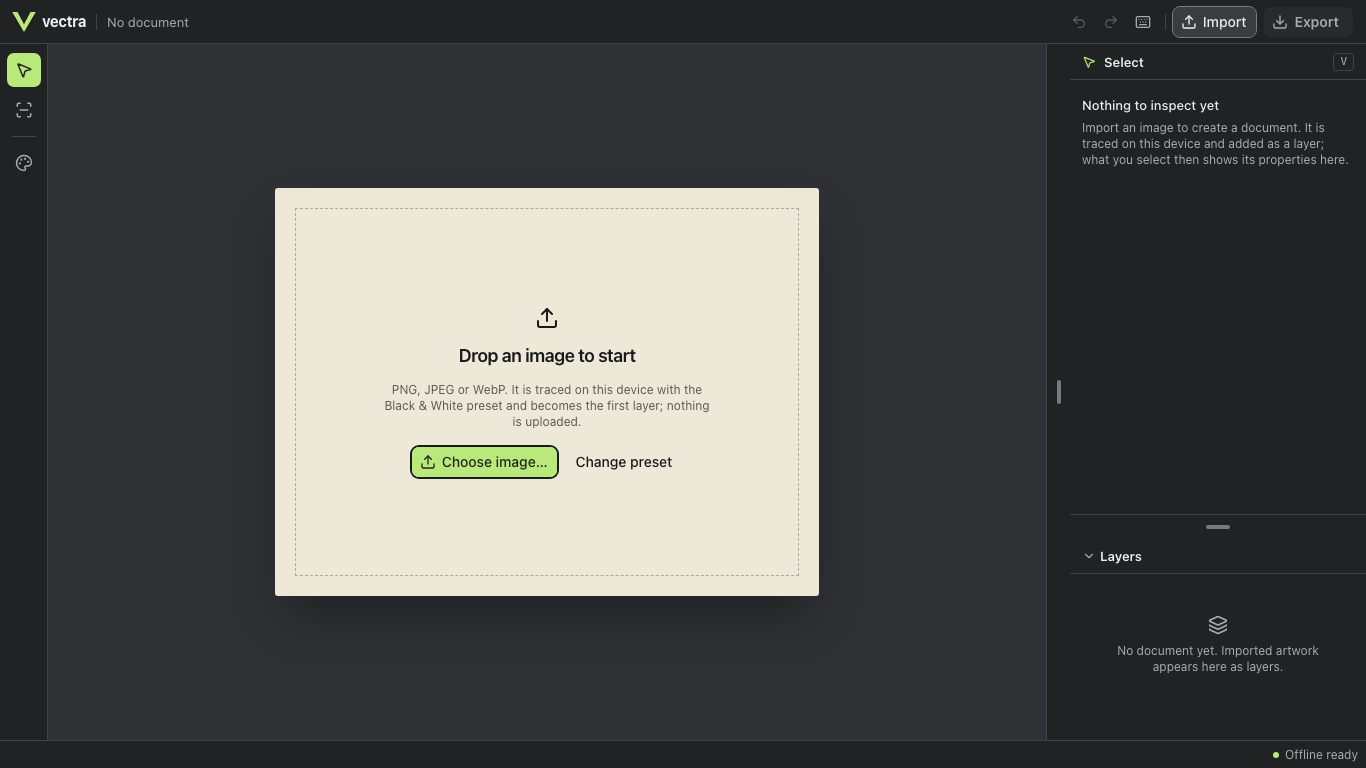 vectra
No document
Import
Export
Select
V
Nothing to inspect yet
Import an image to create a document. It is
traced on this device and added as a layer;
what you select then shows its properties here.
Drop an image to start
PNG, JPEG or WebP. It is traced on this device with the
Black & White preset and becomes the first layer; nothing
is uploaded.
Choose image...
Change preset
Layers
No document yet. Imported artwork
appears here as layers.
Offline ready